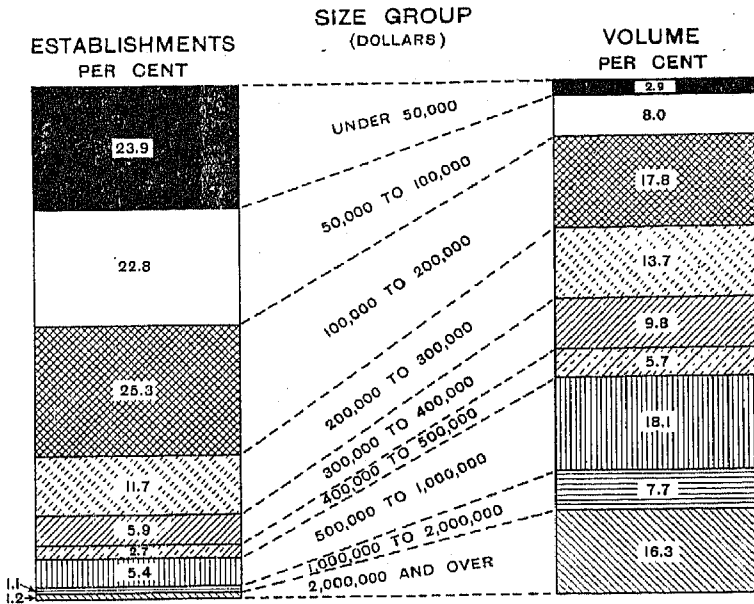 SIZE GROUP
(DOLLARS)
ESTABLISHMENTS
PER CENT
VOLUME
PER CENT
23.9
22.8
25.3
11.7
5.9
2.7
5.4
1.1
1.2
UNDER 50,000
50,000 TO 100,000
100,000 TO 200,000
200,000 TO 300,000
300,000 TO 400,000
400,000 TO 500,000
500,000 TO 1,000,000
1,000,000 TO 2,000,000
2,000,000 AND OVER
2.9
8.0
17.8
13.7
9.8
5.7
18.1
7.7
16.3